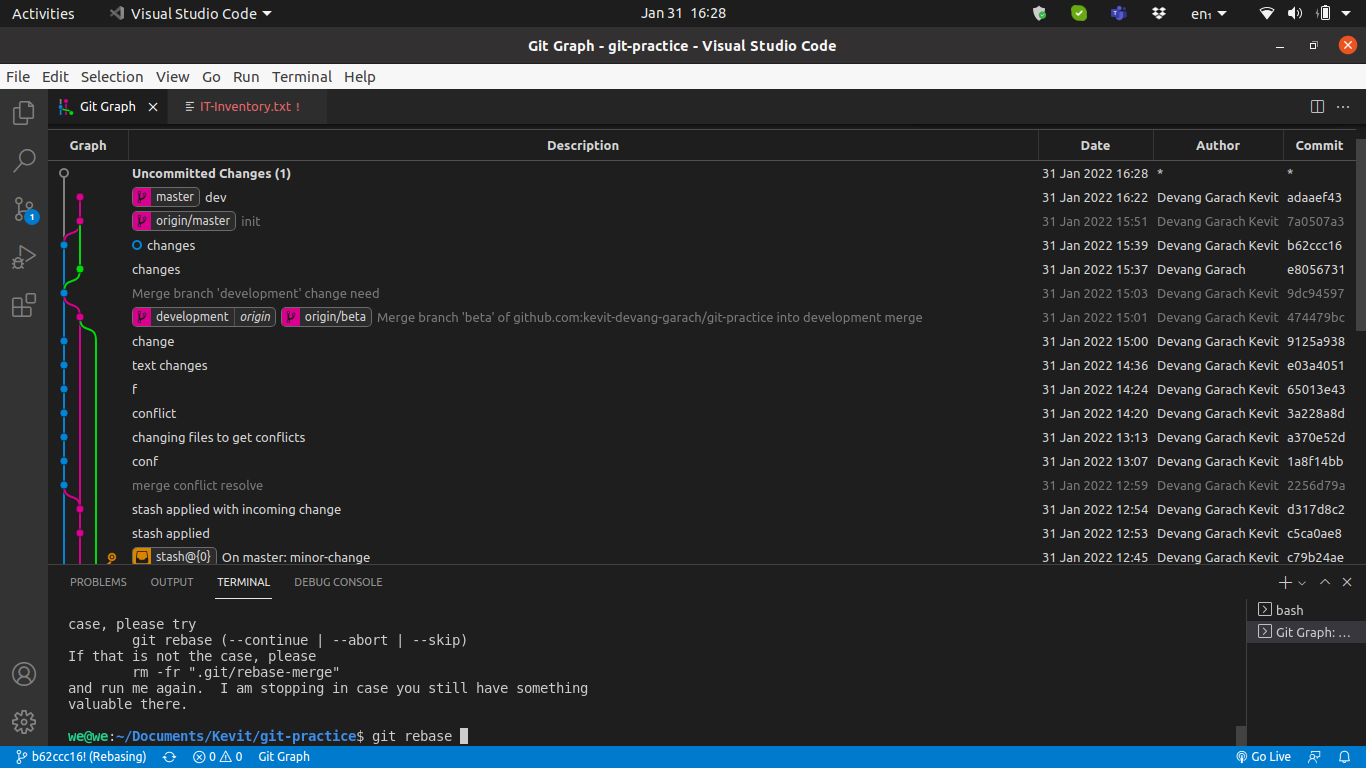 Activities Visual Studio Code Jan 31 16:28 en₁
Git Graph - git-practice - Visual Studio Code
File Edit Selection View Go Run Terminal Help
Git Graph IT-Inventory.txt !
Graph Description Date Author Commit
Uncommitted Changes (1) 31 Jan 2022 16:28 * *
master dev 31 Jan 2022 16:22 Devang Garach Kevit adaaef43
origin/master init 31 Jan 2022 15:51 Devang Garach Kevit 7a0507a3
changes 31 Jan 2022 15:39 Devang Garach Kevit b62ccc16
changes 31 Jan 2022 15:37 Devang Garach e8056731
Merge branch 'development' change need 31 Jan 2022 15:03 Devang Garach Kevit 9dc94597
development origin origin/beta Merge branch 'beta' of github.com:kevit-devang-garach/git-practice into development merge 31 Jan 2022 15:01 Devang Garach Kevit 474479bc
change 31 Jan 2022 15:00 Devang Garach Kevit 9125a938
text changes 31 Jan 2022 14:36 Devang Garach Kevit e03a4051
f 31 Jan 2022 14:24 Devang Garach Kevit 65013e43
conflict 31 Jan 2022 14:20 Devang Garach Kevit 3a228a8d
changing files to get conflicts 31 Jan 2022 13:13 Devang Garach Kevit a370e52d
conf 31 Jan 2022 13:07 Devang Garach Kevit 1a8f14bb
merge conflict resolve 31 Jan 2022 12:59 Devang Garach Kevit 2256d79a
stash applied with incoming change 31 Jan 2022 12:54 Devang Garach Kevit d317d8c2
stash applied 31 Jan 2022 12:53 Devang Garach Kevit c5ca0ae8
stash@{0} On master: minor-change 31 Jan 2022 12:45 Devang Garach Kevit c79b24ae
1
PROBLEMS OUTPUT TERMINAL DEBUG CONSOLE
case, please try
git rebase (--continue | --abort | --skip)
If that is not the case, please
rm -fr ".git/rebase-merge"
and run me again.  I am stopping in case you still have something
valuable there.
we@we:~/Documents/Kevit/git-practice$ git rebase
bash
Git Graph: ...
b62ccc16! (Rebasing) 0 0 Git Graph Go Live